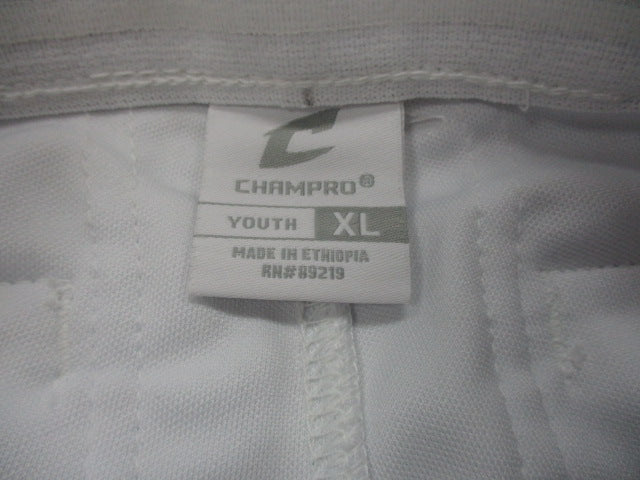 C
CHAMPRO®
YOUTH XL
MADE IN ETHIOPIA
RN#89219